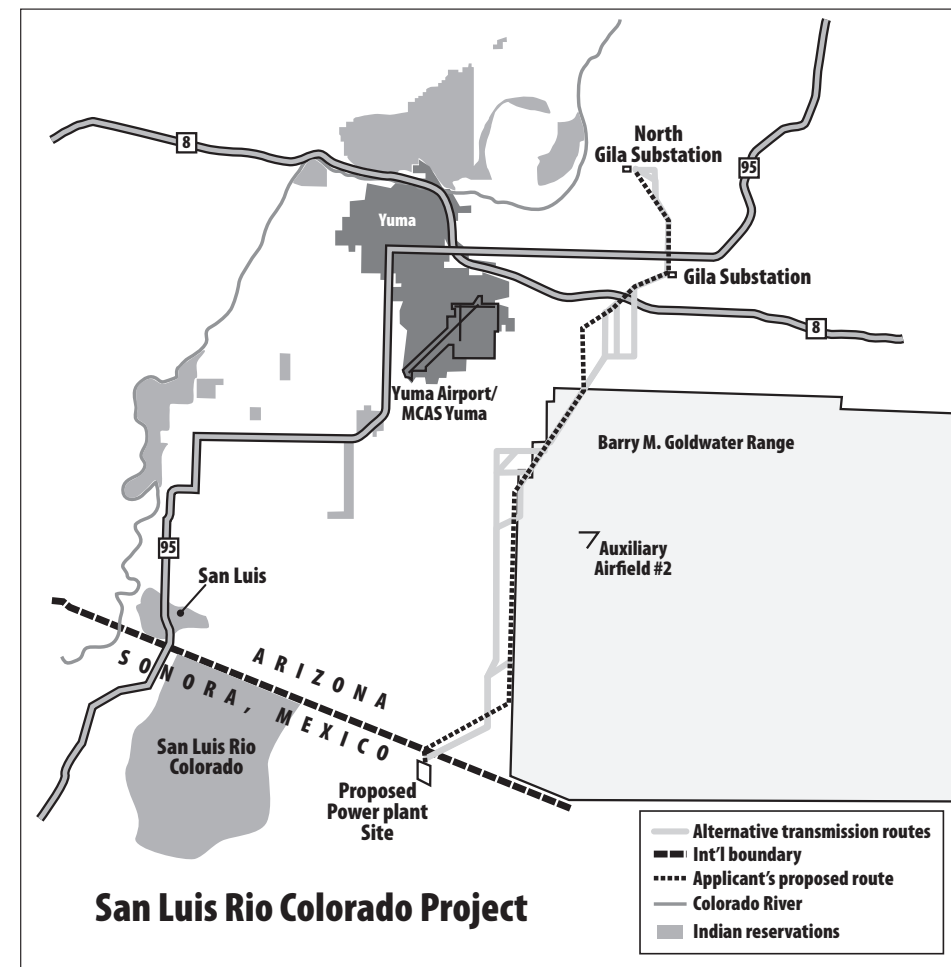 North
Gila Substation
8
95
Yuma
Gila Substation
8
Yuma Airport/
MCAS Yuma
Barry M. Goldwater Range
Auxiliary
Airfield #2
95
San Luis
ARIZONA
SONORA, MEXICO
San Luis Rio
Colorado
Proposed
Power plant
Site
Alternative transmission routes
Int'l boundary
Applicant's proposed route
Colorado River
Indian reservations
San Luis Rio Colorado Project